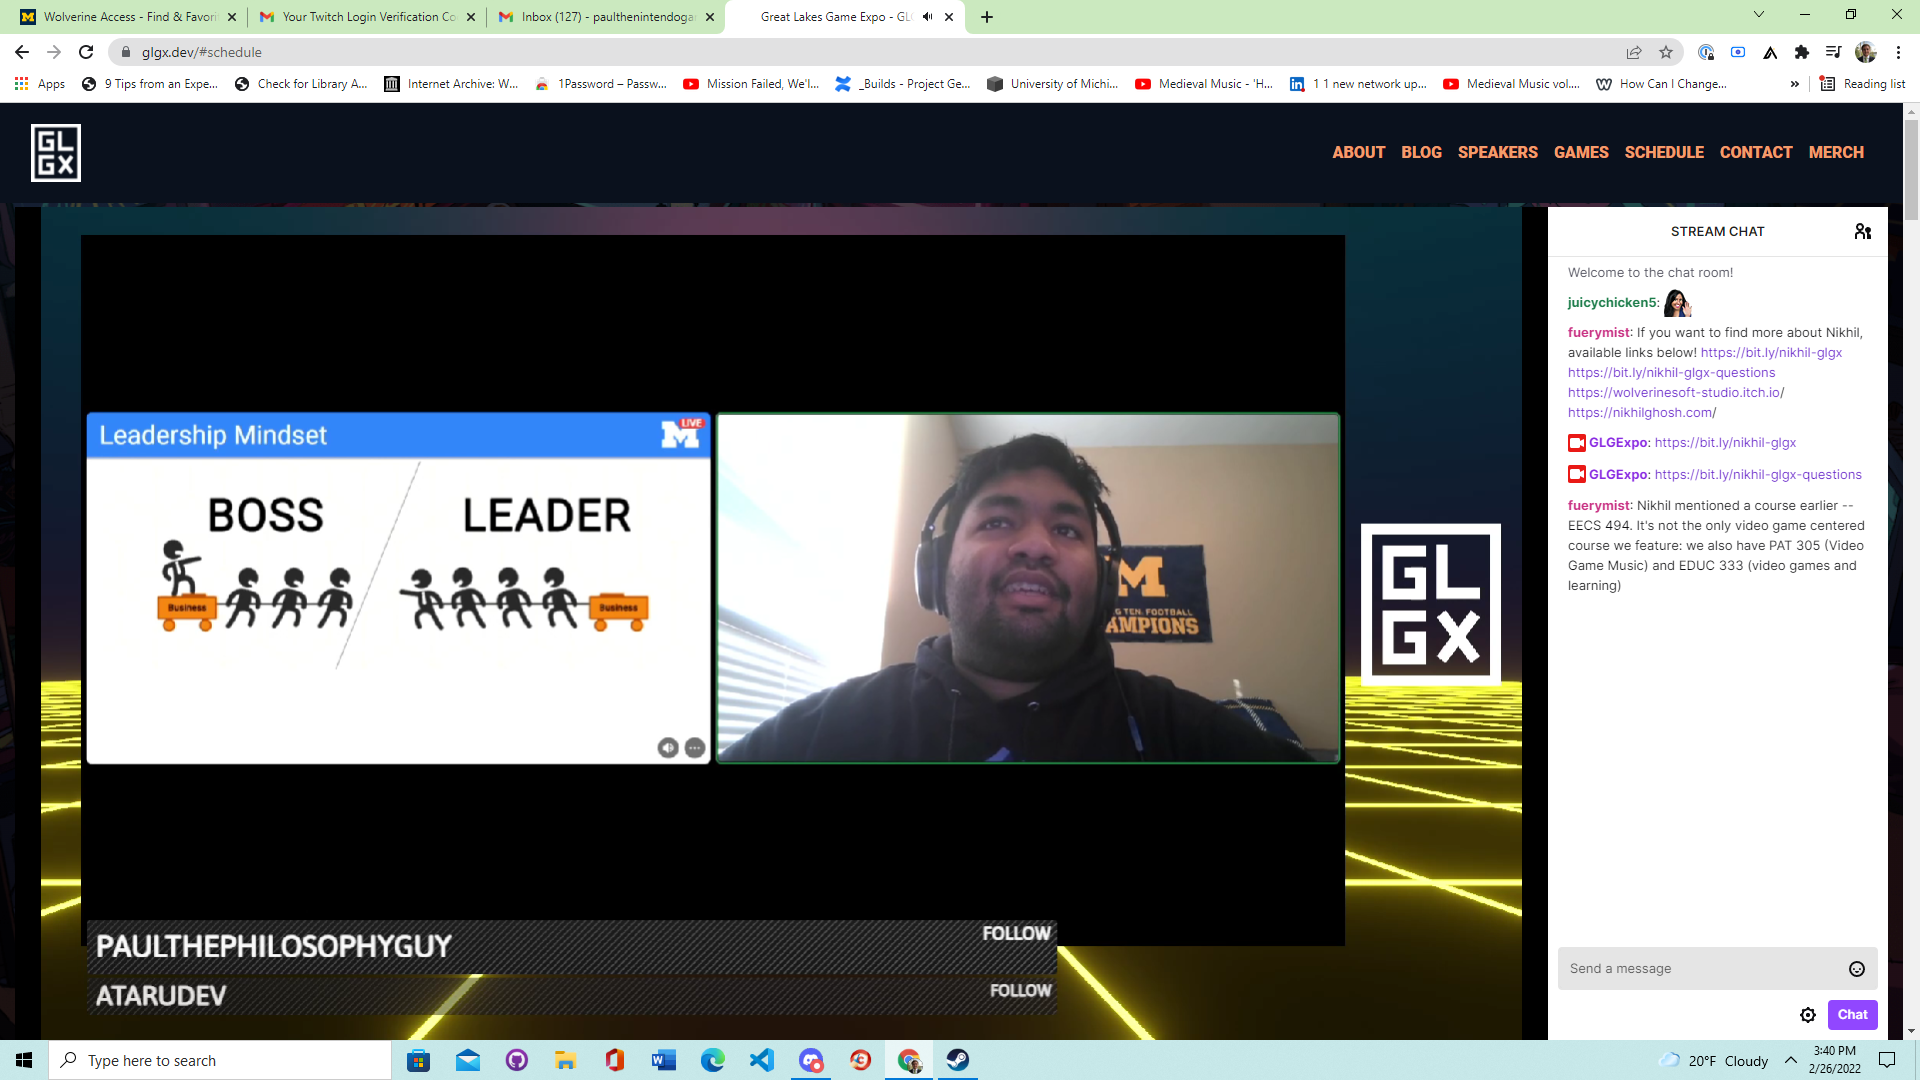 Wolverine Access - Find & Favori
Your Twitch Login Verification Co
Inbox (127) - paulthenintendoga
Great Lakes Game Expo - GLG
glgx.dev/#schedule
Apps
9 Tips from an Expe...
Check for Library A...
Internet Archive: W...
1Password – Passw...
Mission Failed, We'l...
_Builds - Project Ge...
University of Michi...
Medieval Music - 'H...
1 1 new network up...
Medieval Music vol....
How Can I Change...
»
Reading list
GL
GX
ABOUT
BLOG
SPEAKERS
GAMES
SCHEDULE
CONTACT
MERCH
Leadership Mindset
M LIVE
BOSS
LEADER
Business
Business
M
G TEN. FOOTBALL
AMPIONS
GL
GX
PAULTHEPHILOSOPHYGUY
FOLLOW
ATARUDEV
FOLLOW
STREAM CHAT
Welcome to the chat room!
juicychicken5:
fuerymist: If you want to find more about Nikhil,
available links below! https://bit.ly/nikhil-glgx
https://bit.ly/nikhil-glgx-questions
https://wolverinesoft-studio.itch.io/
https://nikhilghosh.com/
GLGExpo: https://bit.ly/nikhil-glgx
GLGExpo: https://bit.ly/nikhil-glgx-questions
fuerymist: Nikhil mentioned a course earlier --
EECS 494. It's not the only video game centered
course we feature: we also have PAT 305 (Video
Game Music) and EDUC 333 (video games and
learning)
Send a message
Chat
Type here to search
20°F Cloudy
3:40 PM
2/26/2022